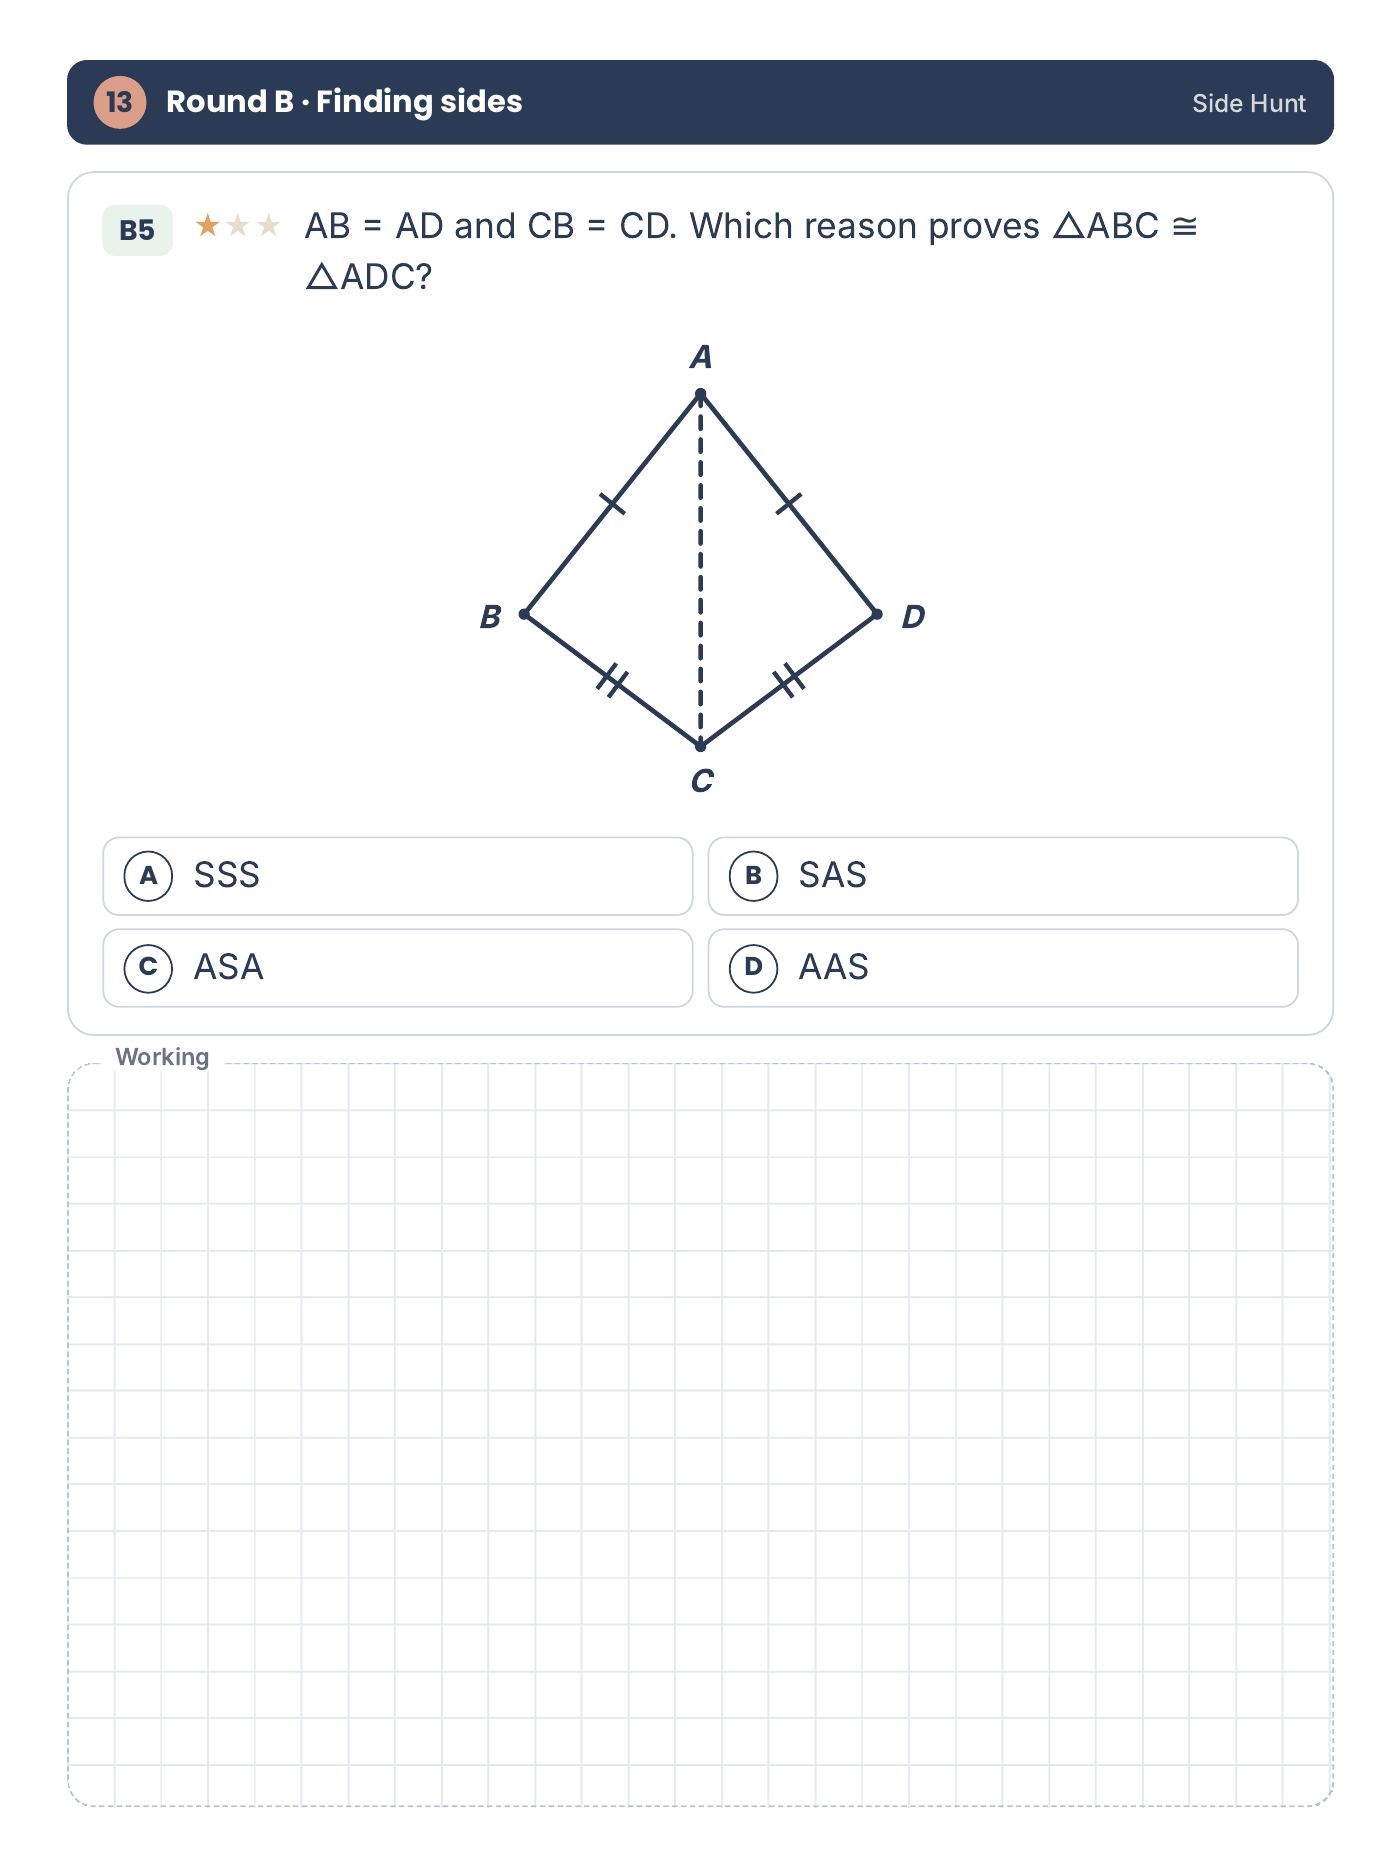 13 Round B · Finding sides Side Hunt
B5 ★★★ AB = AD and CB = CD. Which reason proves △ABC ≅
△ADC?
A
B D
C
A SSS B SAS
C ASA D AAS
Working